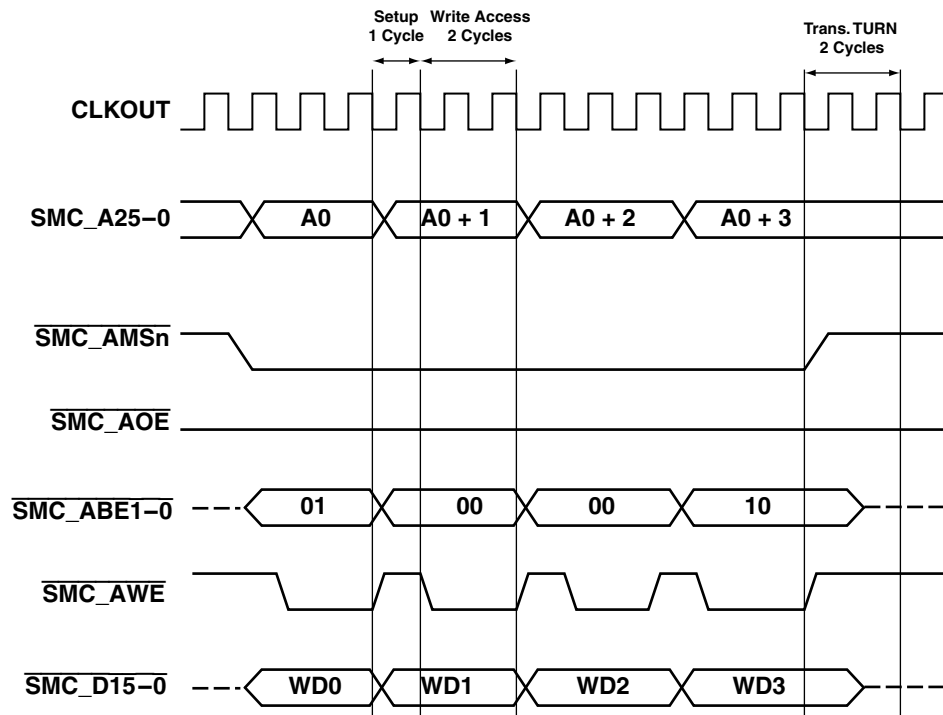 Setup
1 Cycle
Write Access
2 Cycles
Trans. TURN
2 Cycles
CLKOUT
SMC_A25–0
A0
A0 + 1
A0 + 2
A0 + 3
SMC_AMSn
SMC_AOE
SMC_ABE1–0
01
00
00
10
SMC_AWE
SMC_D15–0
WD0
WD1
WD2
WD3